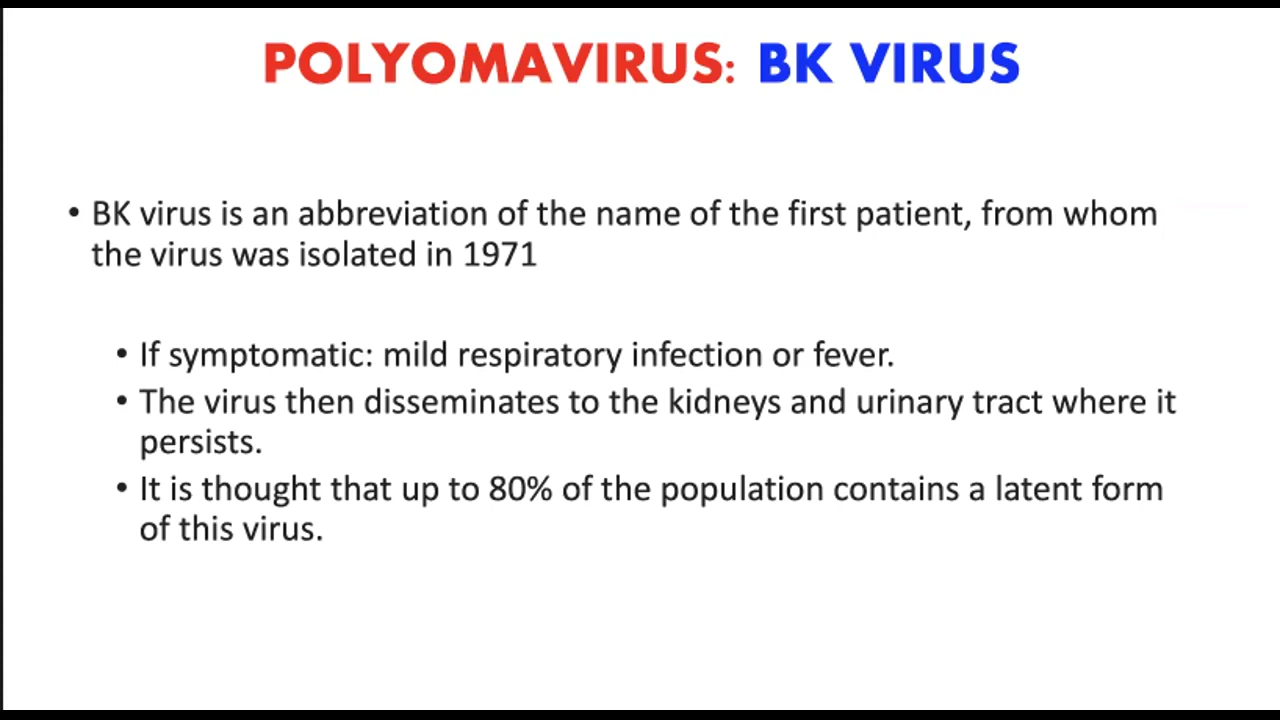 POLYOMAVIRUS: BK VIRUS
• BK virus is an abbreviation of the name of the first patient, from whom
the virus was isolated in 1971
• If symptomatic: mild respiratory infection or fever.
• The virus then disseminates to the kidneys and urinary tract where it
persists.
• It is thought that up to 80% of the population contains a latent form
of this virus.